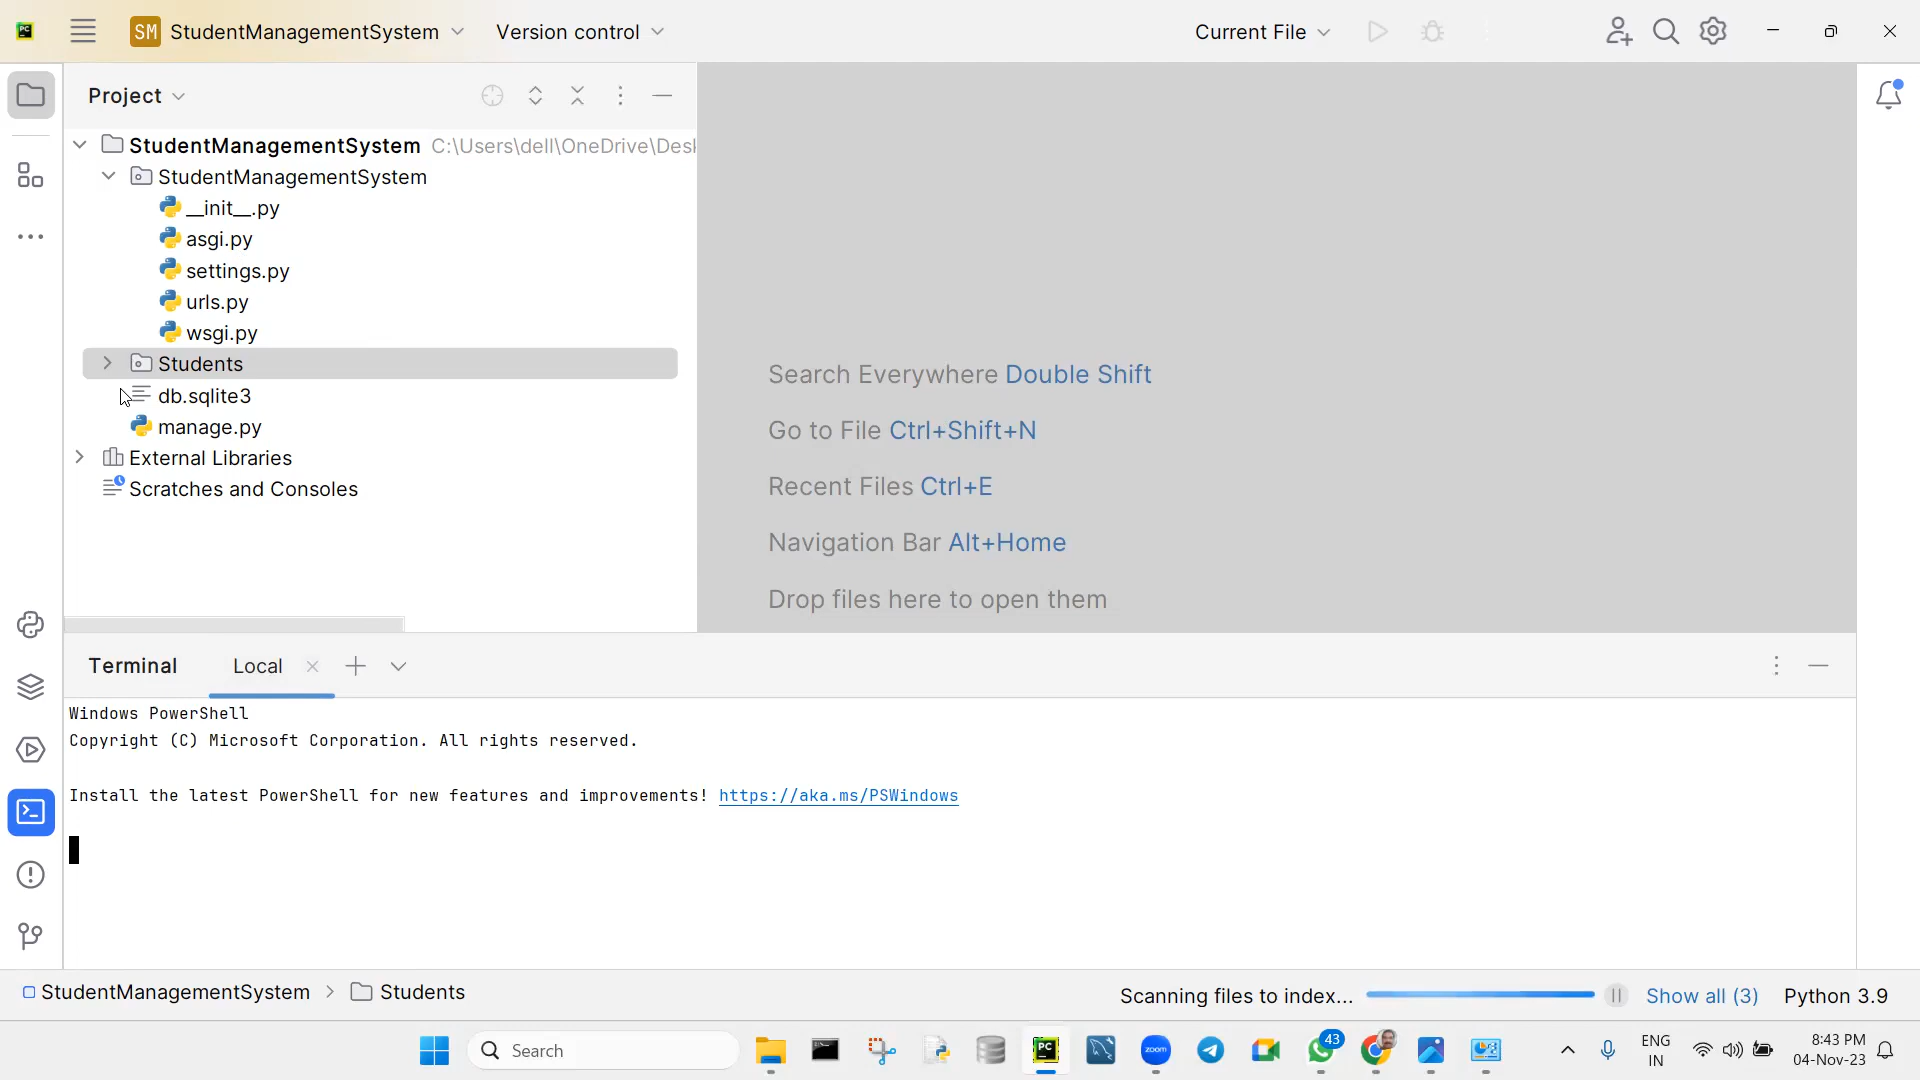 PC
SM StudentManagementSystem Version control Current File
Project
StudentManagementSystem C:\Users\dell\OneDrive\Desk
StudentManagementSystem
__init__.py
asgi.py
settings.py
urls.py
wsgi.py
Students
db.sqlite3
manage.py
External Libraries
Scratches and Consoles
Search Everywhere Double Shift
Go to File Ctrl+Shift+N
Recent Files Ctrl+E
Navigation Bar Alt+Home
Drop files here to open them
Terminal Local
Windows PowerShell
Copyright (C) Microsoft Corporation. All rights reserved.
Install the latest PowerShell for new features and improvements! https://aka.ms/PSWindows
StudentManagementSystem > Students
Scanning files to index... Show all (3) Python 3.9
Search
PC
zoom
43
ENG
IN
8:43 PM
04-Nov-23